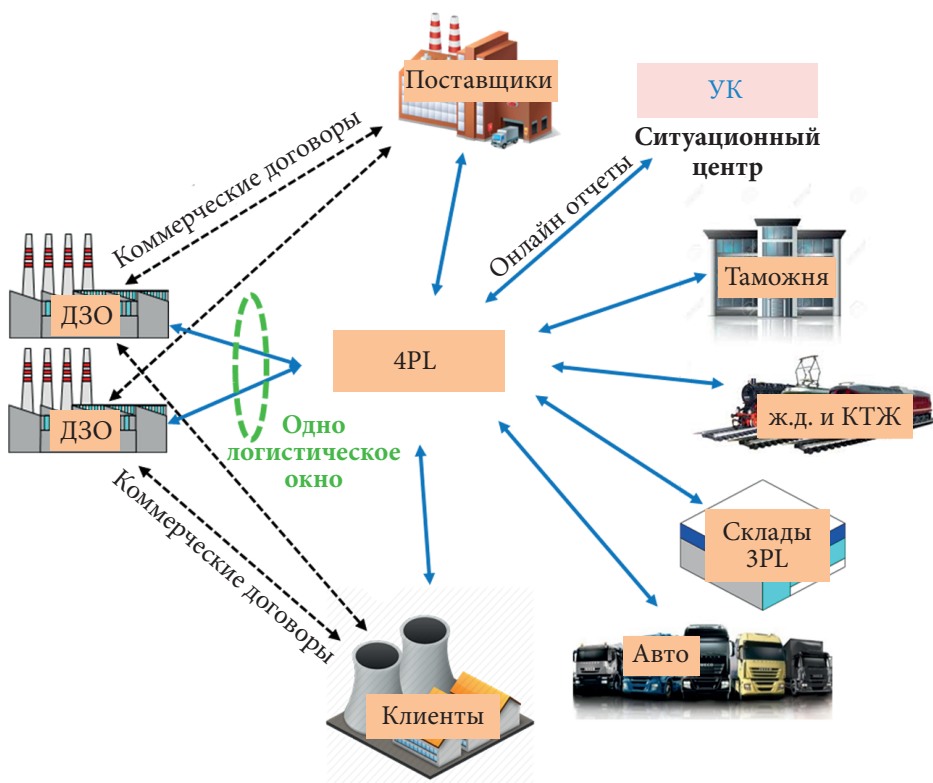 Поставщики
УК
Ситуационный
центр
Коммерческие договоры
Онлайн отчеты
Таможня
ДЗО
4PL
ДЗО
ж.д. и КТЖ
Одно
логистическое
окно
Коммерческие договоры
Склады
3PL
Авто
Клиенты